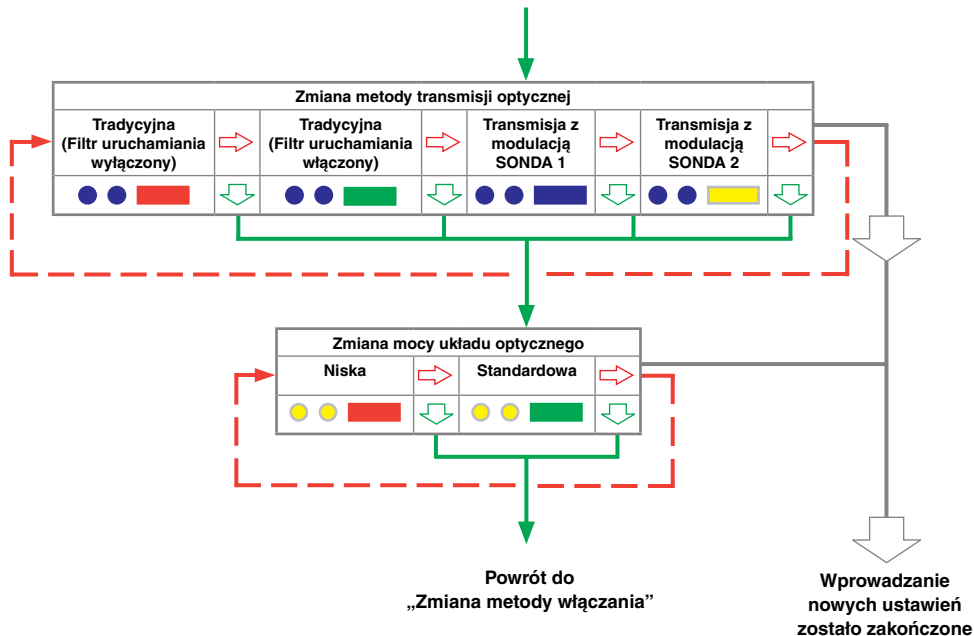 Zmiana metody transmisji optycznej
Tradycyjna
(Filtr uruchamiania
wyłączony)
Tradycyjna
(Filtr uruchamiania
włączony)
Transmisja z
modulacją
SONDA 1
Transmisja z
modulacją
SONDA 2
Zmiana mocy układu optycznego
Niska
Standardowa
Powrót do
„Zmiana metody włączania”
Wprowadzanie
nowych ustawień
zostało zakończone